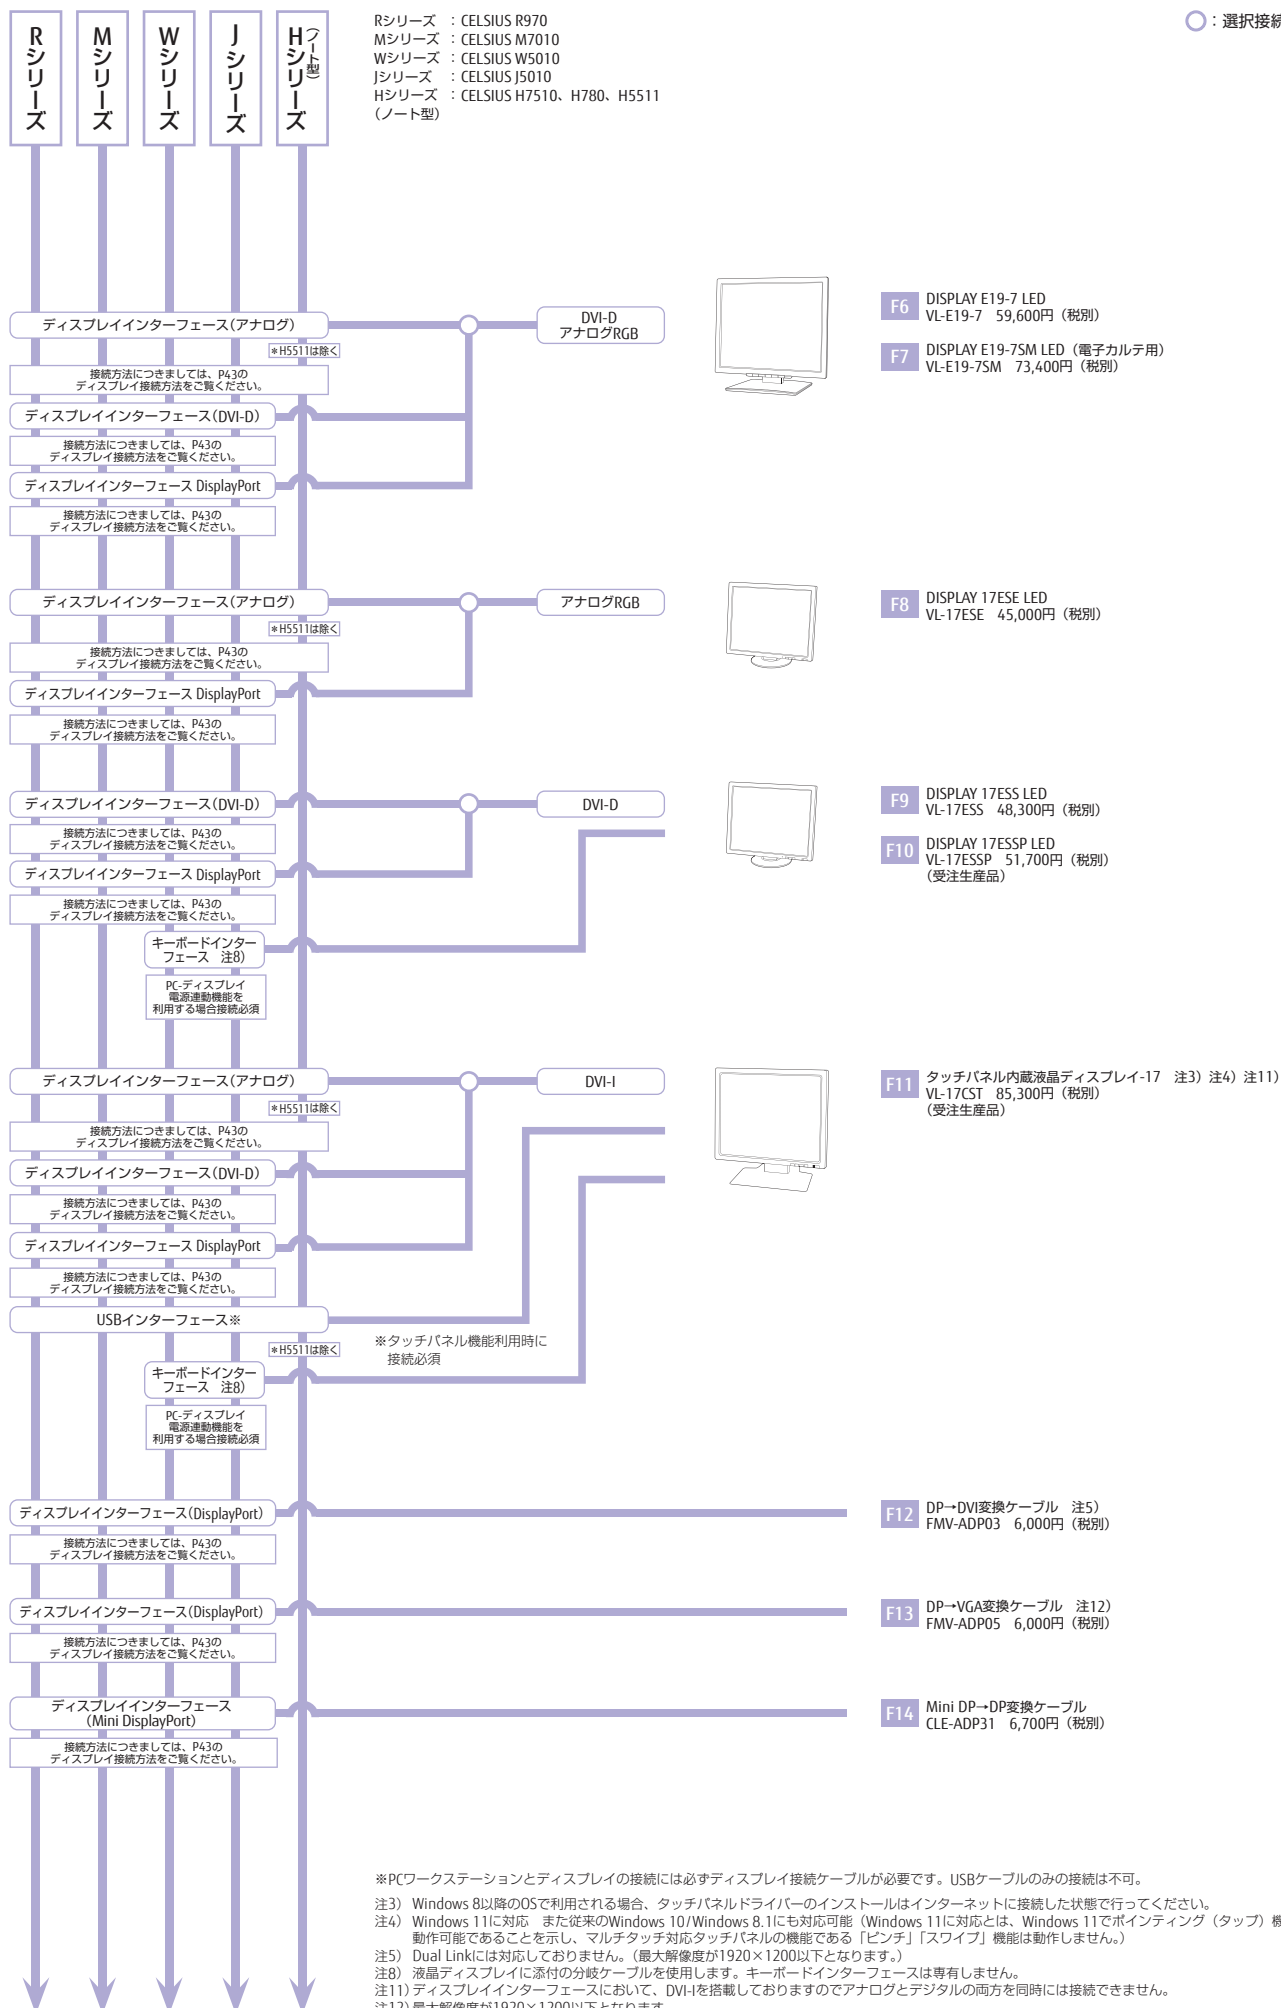 Rシリーズ
Mシリーズ
Wシリーズ
Jシリーズ
Hシリーズ
（ノート型）
Rシリーズ ：CELSIUS R970
Mシリーズ ：CELSIUS M7010
Wシリーズ ：CELSIUS W5010
Jシリーズ ：CELSIUS J5010
Hシリーズ ：CELSIUS H7510、H780、H5511
（ノート型）
：選択接続
ディスプレイインターフェース（アナログ）
DVI-D
アナログRGB
F6 DISPLAY E19-7 LED
VL-E19-7 59,600円（税別）
＊H5511は除く
F7 DISPLAY E19-7SM LED（電子カルテ用）
VL-E19-7SM 73,400円（税別）
接続方法につきましては、P43の
ディスプレイ接続方法をご覧ください。
ディスプレイインターフェース（DVI-D）
接続方法につきましては、P43の
ディスプレイ接続方法をご覧ください。
ディスプレイインターフェース DisplayPort
接続方法につきましては、P43の
ディスプレイ接続方法をご覧ください。
ディスプレイインターフェース（アナログ）
アナログRGB
F8 DISPLAY 17ESE LED
VL-17ESE 45,000円（税別）
＊H5511は除く
接続方法につきましては、P43の
ディスプレイ接続方法をご覧ください。
ディスプレイインターフェース DisplayPort
接続方法につきましては、P43の
ディスプレイ接続方法をご覧ください。
ディスプレイインターフェース（DVI-D）
DVI-D
F9 DISPLAY 17ESS LED
VL-17ESS 48,300円（税別）
接続方法につきましては、P43の
ディスプレイ接続方法をご覧ください。
F10 DISPLAY 17ESSP LED
VL-17ESSP 51,700円（税別）
（受注生産品）
ディスプレイインターフェース DisplayPort
接続方法につきましては、P43の
ディスプレイ接続方法をご覧ください。
キーボードインター
フェース 注8）
PC-ディスプレイ
電源連動機能を
利用する場合接続必須
ディスプレイインターフェース（アナログ）
DVI-I
F11 タッチパネル内蔵液晶ディスプレイ-17 注3）注4）注11）
VL-17CST 85,300円（税別）
（受注生産品）
＊H5511は除く
接続方法につきましては、P43の
ディスプレイ接続方法をご覧ください。
ディスプレイインターフェース（DVI-D）
接続方法につきましては、P43の
ディスプレイ接続方法をご覧ください。
ディスプレイインターフェース DisplayPort
接続方法につきましては、P43の
ディスプレイ接続方法をご覧ください。
USBインターフェース※
＊H5511は除く
※タッチパネル機能利用時に
接続必須
キーボードインター
フェース 注8）
PC-ディスプレイ
電源連動機能を
利用する場合接続必須
ディスプレイインターフェース（DisplayPort）
F12 DP→DVI変換ケーブル 注5）
FMV-ADP03 6,000円（税別）
接続方法につきましては、P43の
ディスプレイ接続方法をご覧ください。
ディスプレイインターフェース（DisplayPort）
F13 DP→VGA変換ケーブル 注12）
FMV-ADP05 6,000円（税別）
接続方法につきましては、P43の
ディスプレイ接続方法をご覧ください。
ディスプレイインターフェース
（Mini DisplayPort）
F14 Mini DP→DP変換ケーブル
CLE-ADP31 6,700円（税別）
接続方法につきましては、P43の
ディスプレイ接続方法をご覧ください。
※PCワークステーションとディスプレイの接続には必ずディスプレイ接続ケーブルが必要です。USBケーブルのみの接続は不可。
注3） Windows 8以降のOSで利用される場合、タッチパネルドライバーのインストールはインターネットに接続した状態で行ってください。
注4） Windows 11に対応 また従来のWindows 10/Windows 8.1にも対応可能（Windows 11に対応とは、Windows 11でポインティング（タップ）機
動作可能であることを示し、マルチタッチ対応タッチパネルの機能である「ピンチ」「スワイプ」機能は動作しません。）
注5） Dual Linkには対応しておりません。（最大解像度が1920×1200以下となります。）
注8） 液晶ディスプレイに添付の分岐ケーブルを使用します。キーボードインターフェースは専有しません。
注11）ディスプレイインターフェースにおいて、DVI-Iを搭載しておりますのでアナログとデジタルの両方を同時には接続できません。
注12）最大解像度が1920×1200以下となります。